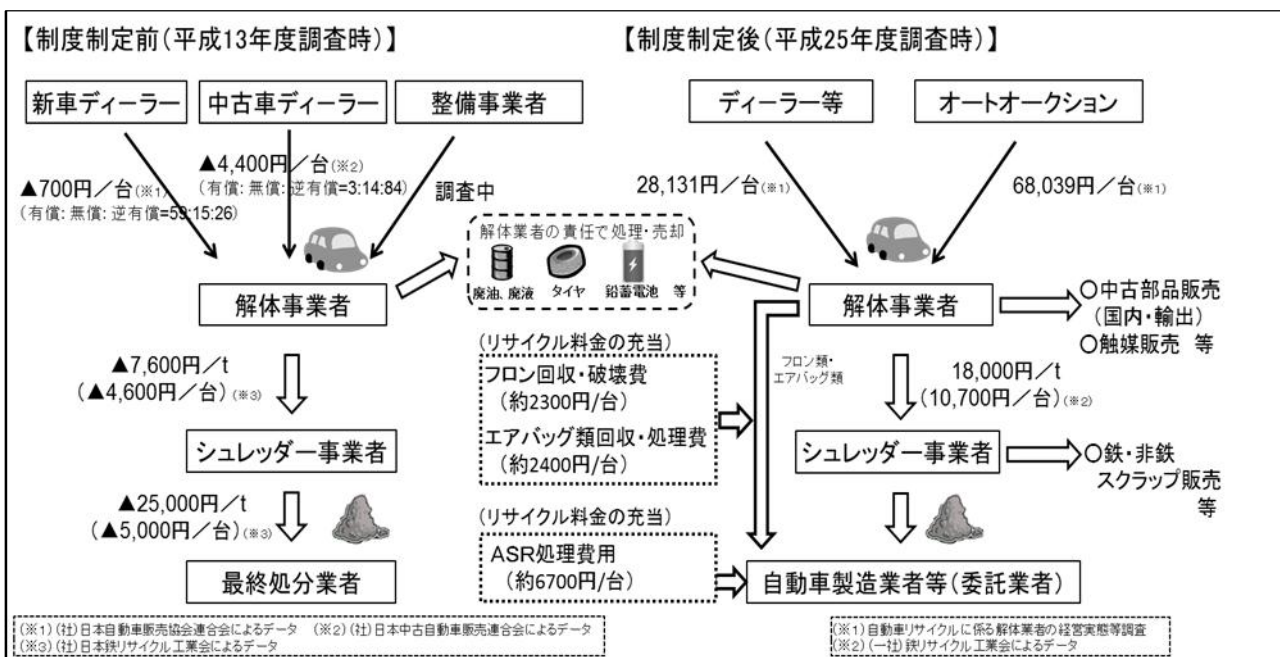 【制度制定前(平成13年度調査時)】
新車ディーラー
中古車ディーラー
整備事業者
▲700円/台(※1)
(有償:無償:逆有償=59:15:26)
▲4,400円/台(※2)
(有償:無償:逆有償=3:14:84)
調査中
解体事業者
▲7,600円/t
(▲4,600円/台)(※3)
シュレッダー事業者
▲25,000円/t
(▲5,000円/台)(※3)
最終処分業者
解体業者の責任で処理・売却
廃油、廃液
タイヤ
鉛蓄電池 等
(リサイクル料金の充当)
フロン回収・破壊費
(約2300円/台)
エアバッグ類回収・処理費
(約2400円/台)
(リサイクル料金の充当)
ASR処理費用
(約6700円/台)
【制度制定後(平成25年度調査時)】
ディーラー等
オートオークション
28,131円/台(※1)
68,039円/台(※1)
解体事業者
○中古部品販売
(国内・輸出)
○触媒販売 等
フロン類・
エアバッグ類
18,000円/t
(10,700円/台)(※2)
シュレッダー事業者
○鉄・非鉄
スクラップ販売
等
自動車製造業者等(委託業者)
(※1)(社)日本自動車販売協会連合会によるデータ (※2)(社)日本中古自動車販売連合会によるデータ
(※3)(社)日本鉄リサイクル工業会によるデータ
(※1)自動車リサイクルに係る解体業者の経営実態等調査
(※2)(一社)鉄リサイクル工業会によるデータ